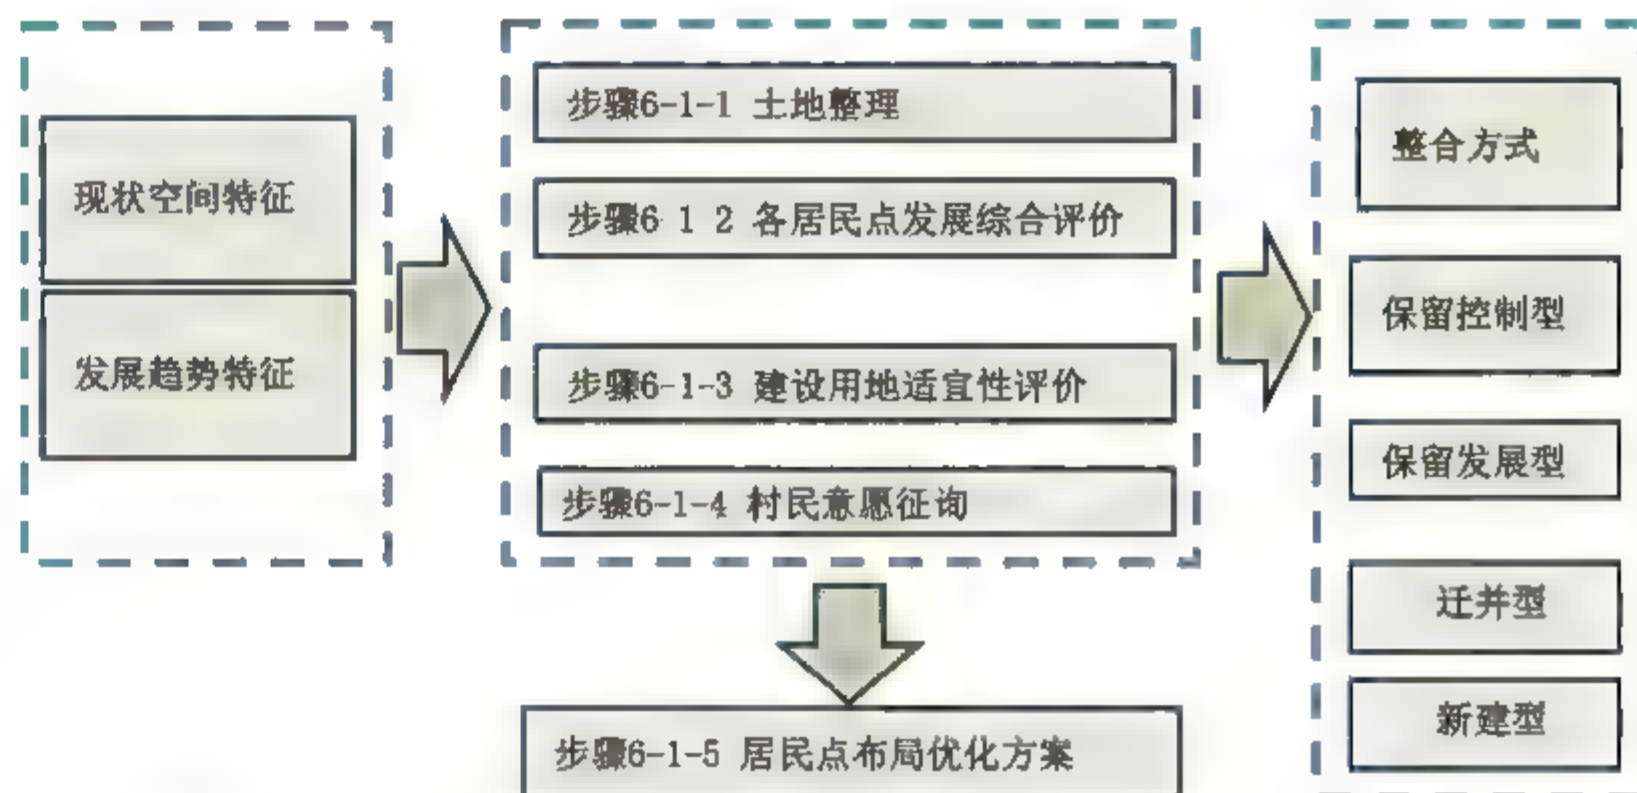 现状空间特征
发展趋势特征
步骤6-1-1 土地整理
步骤6 1 2 各居民点发展综合评价
步骤6-1-3 建设用地适宜性评价
步骤6-1-4 村民意愿征询
步骤6-1-5 居民点布局优化方案
整合方式
保留控制型
保留发展型
迁并型
新建型